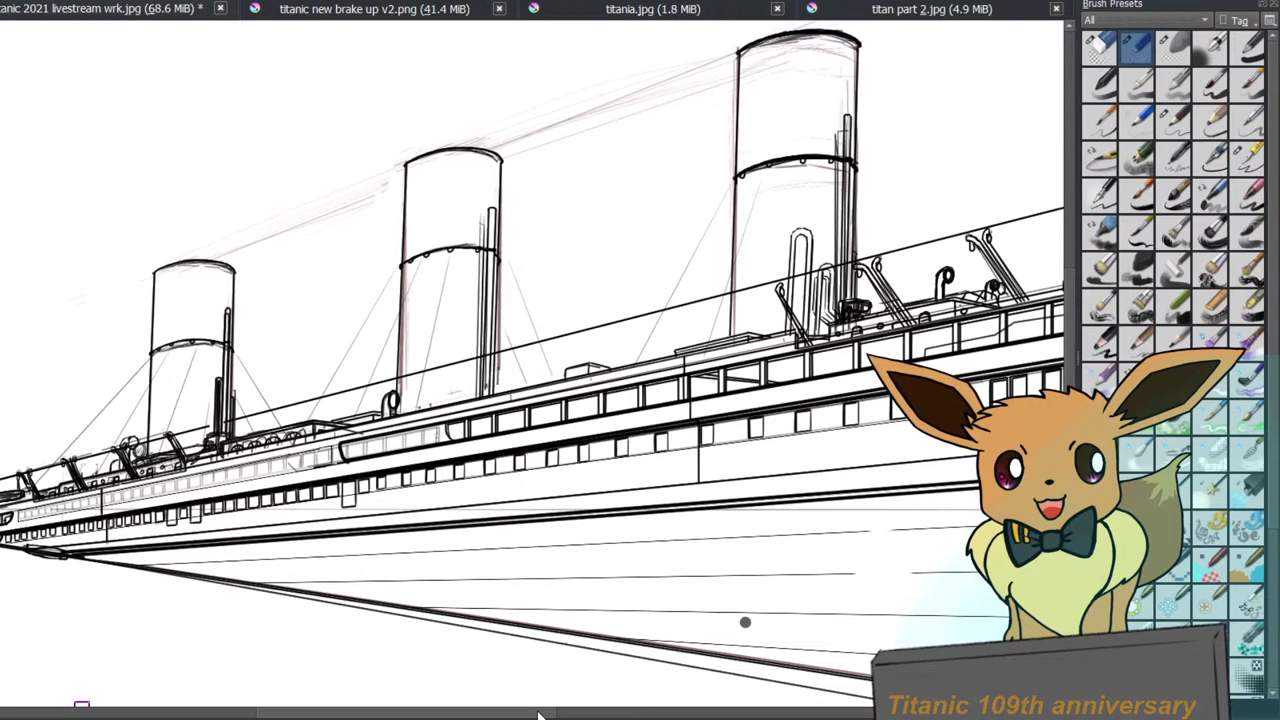 tanic 2021 livestream wrk.jpg (68.6 MiB) *
titanic new brake up v2.png (41.4 MiB)
titania.jpg (1.8 MiB)
titan part 2.jpg (4.9 MiB)
Brush Presets
All
Tag
Titanic 109th anniversary